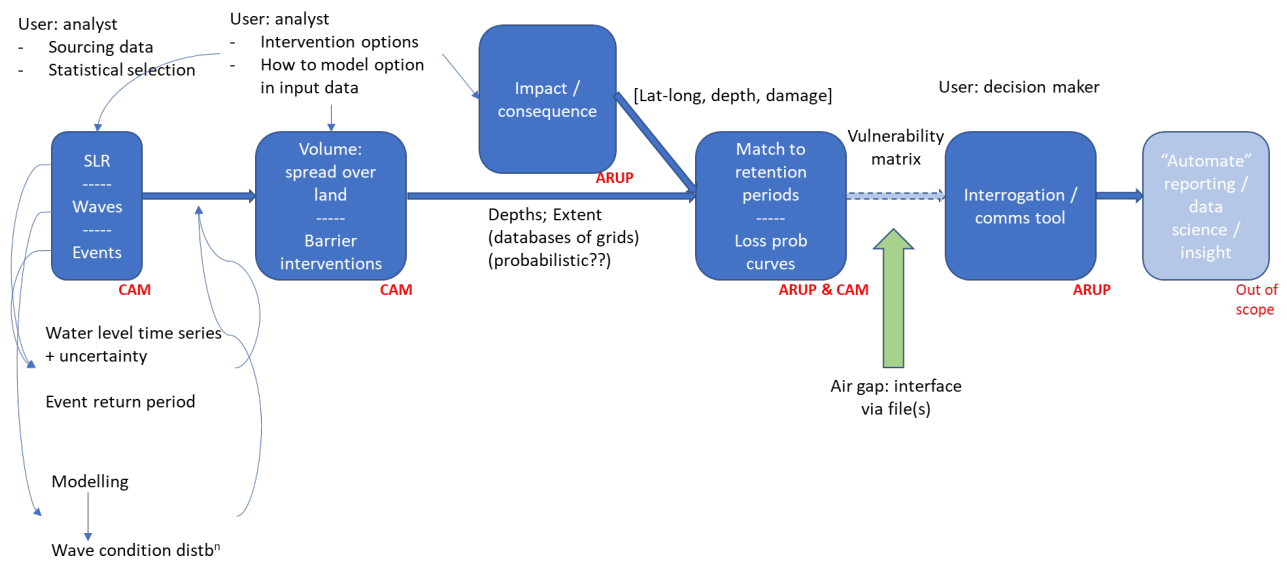 User: analyst
- Sourcing data
- Statistical selection
User: analyst
- Intervention options
- How to model option
in input data
Impact /
consequence
ARUP
[Lat-long, depth, damage]
User: decision maker
SLR
-----
Waves
-----
Events
CAM
Volume:
spread over
land
-----
Barrier
interventions
CAM
Depths; Extent
(databases of grids)
(probabilistic??)
Match to
retention
periods
-----
Loss prob
curves
ARUP & CAM
Vulnerability
matrix
Interrogation /
comms tool
ARUP
“Automate”
reporting /
data
science /
insight
Out of
scope
Water level time series
+ uncertainty
Event return period
Air gap: interface
via file(s)
Modelling
Wave condition distbⁿ